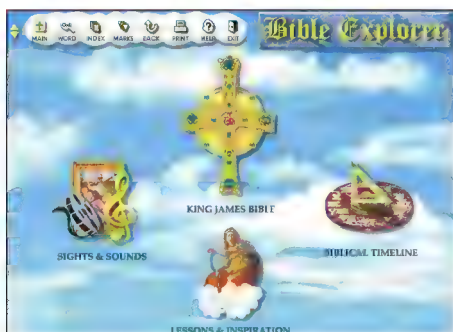 MAIN WORD INDEX MARKS BACK PRINT HELP EXIT
Bible Explorer
KING JAMES BIBLE
SIGHTS & SOUNDS
BIBLICAL TIMELINE
LESSONS & INSPIRATION